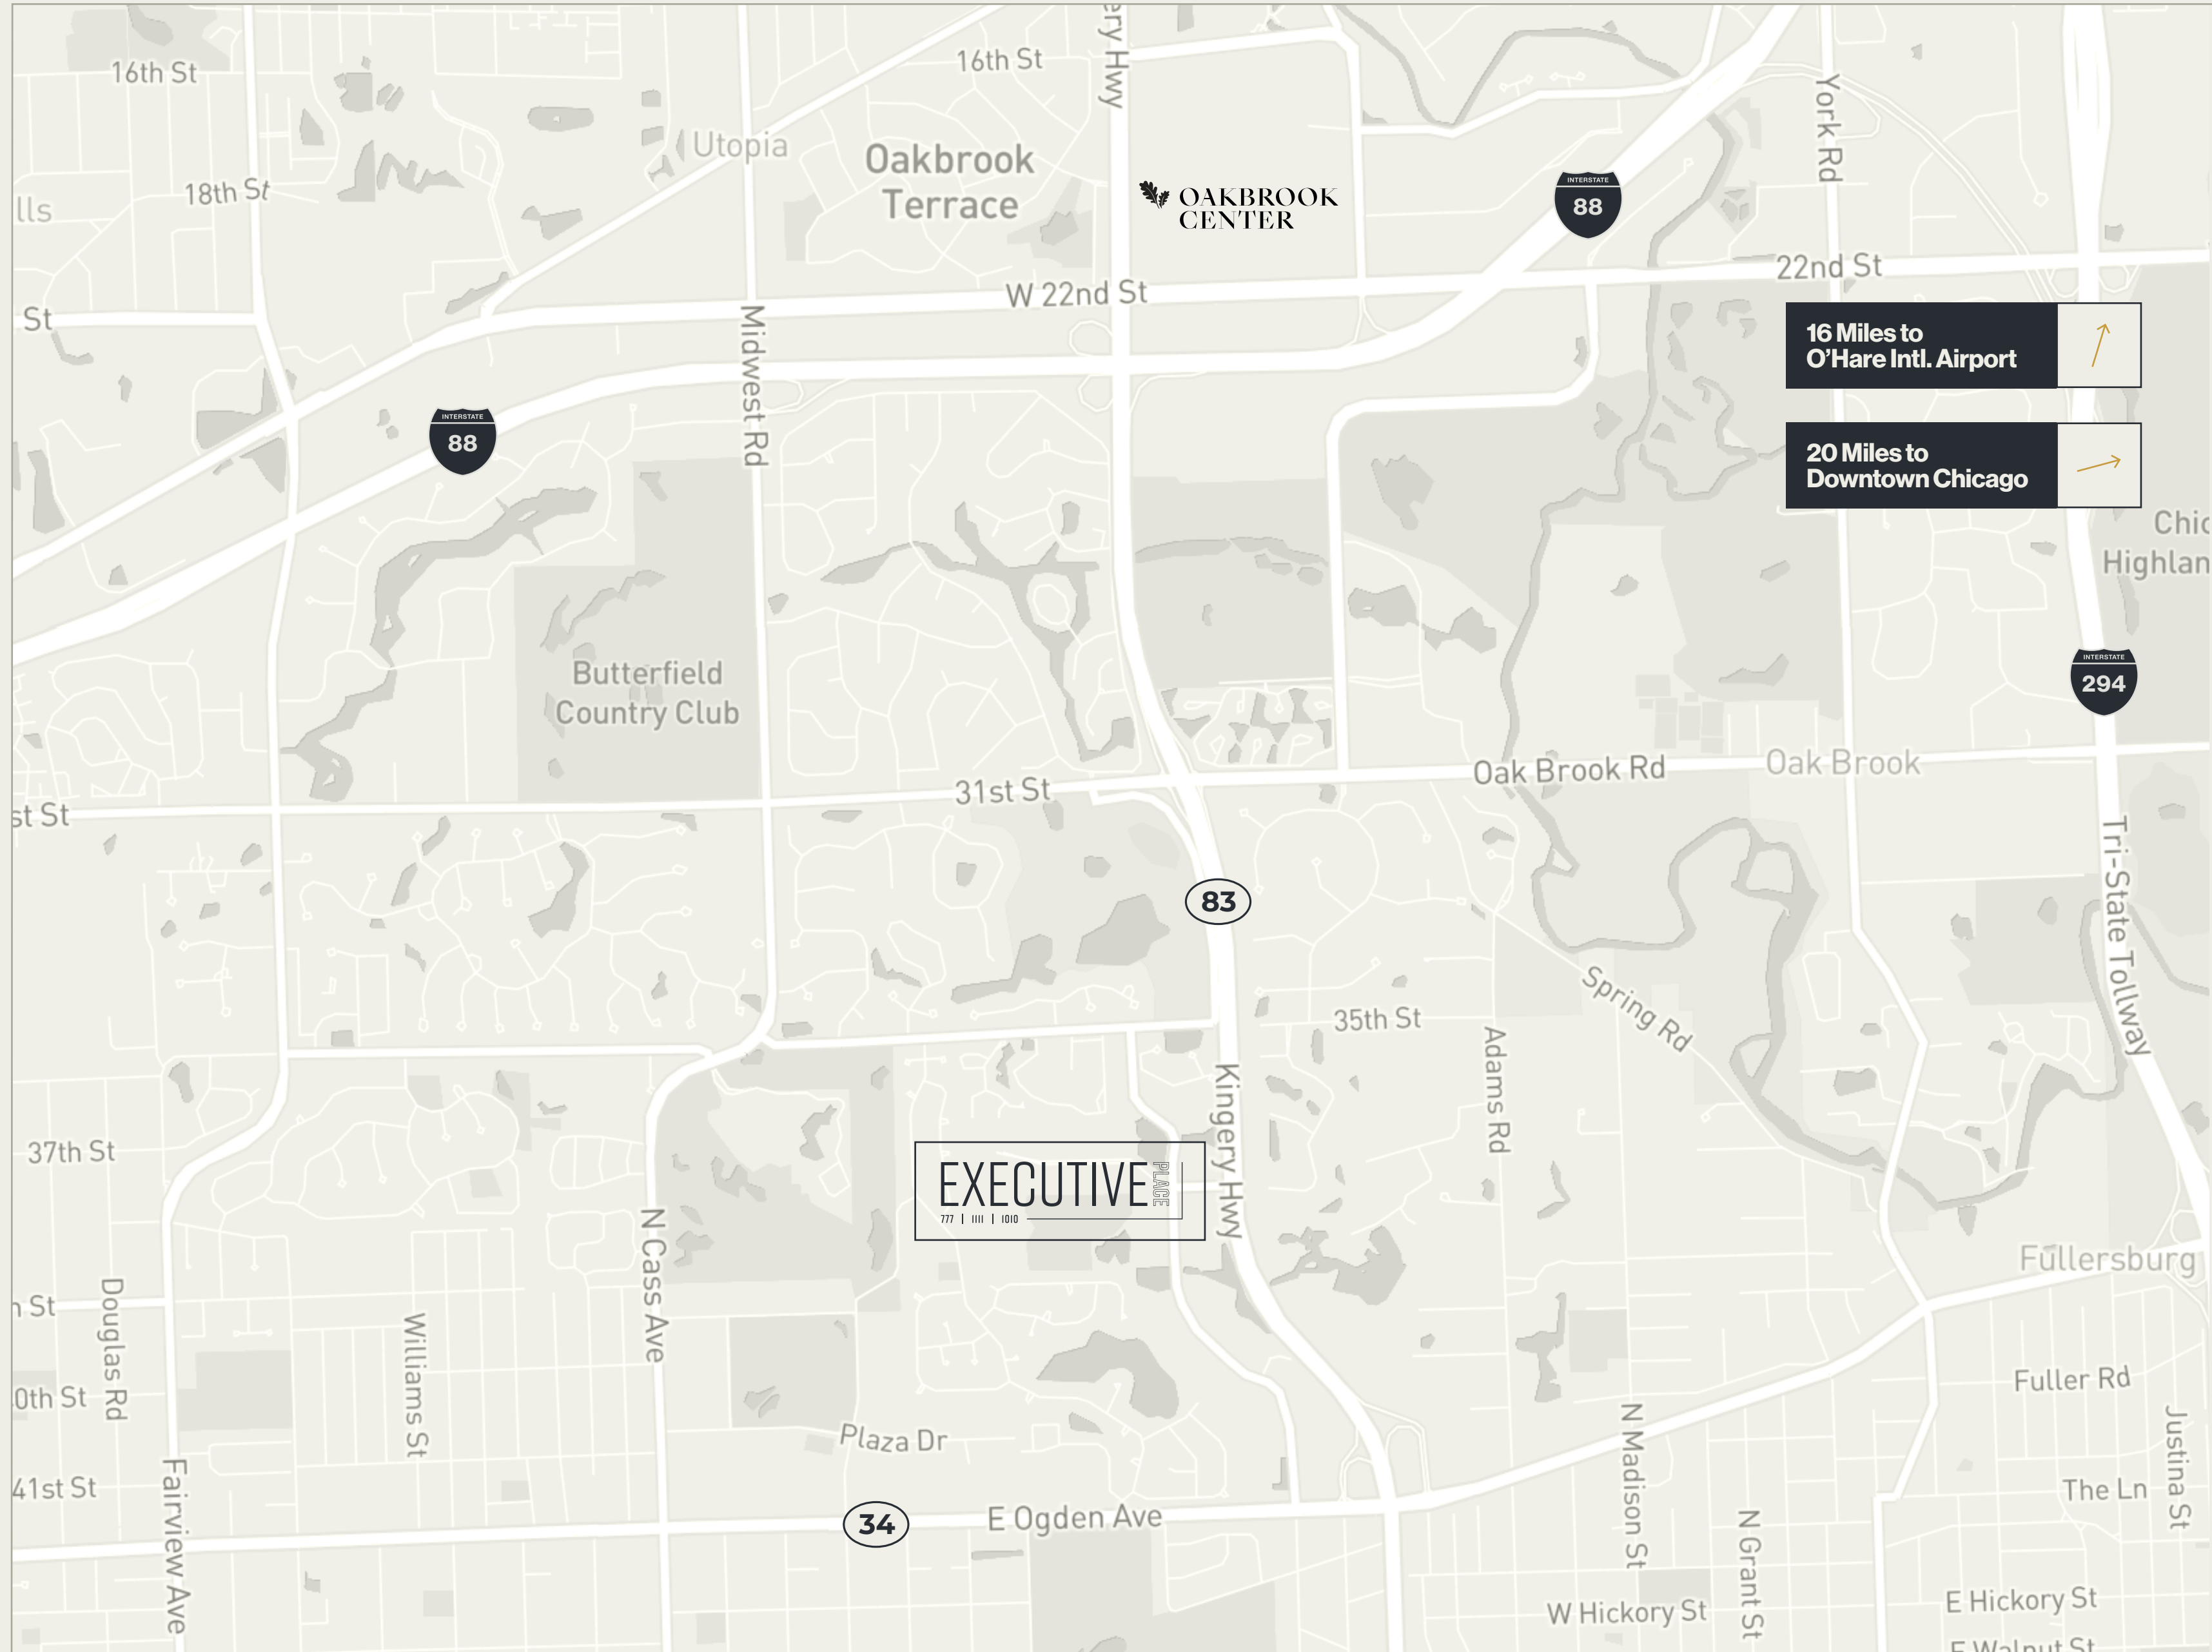 16th St
16th St
ery Hwy
York Rd
Utopia
Oakbrook
Terrace
18th St
lls
OAKBROOK
CENTER
INTERSTATE
88
22nd St
W 22nd St
St
Midwest Rd
16 Miles to
O'Hare Intl. Airport
INTERSTATE
88
20 Miles to
Downtown Chicago
Chic
Highlan
Butterfield
Country Club
INTERSTATE
294
31st St
Oak Brook Rd
Oak Brook
st St
Tri-State Tollway
83
35th St
Spring Rd
Adams Rd
Kingery Hwy
37th St
EXECUTIVE
PLACE
777 | 1111 | 1010
N Cass Ave
Fullersburg
h St
Douglas Rd
Williams St
0th St
Fuller Rd
Plaza Dr
N Madison St
Justina St
41st St
Fairview Ave
The Ln
34
E Ogden Ave
N Grant St
W Hickory St
E Hickory St
E Walnut St